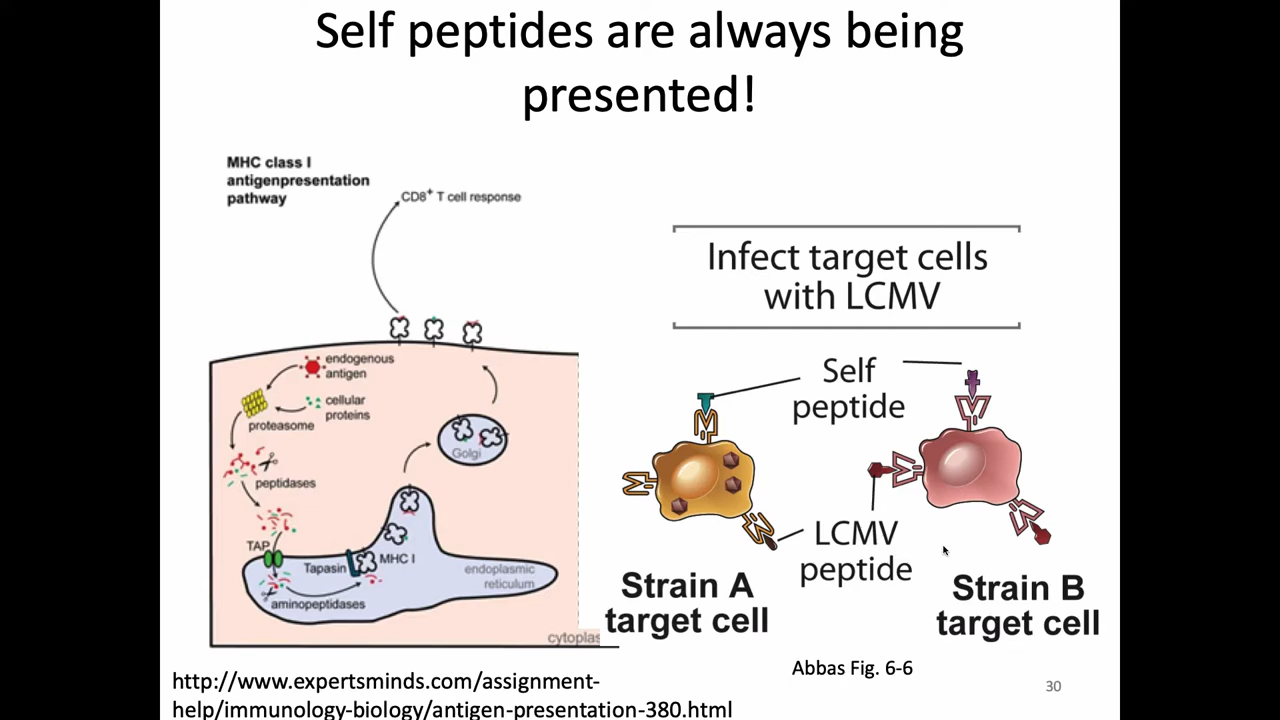 Self peptides are always being
presented!
MHC class I
antigenpresentation
pathway
CD8+ T cell response
endogenous
antigen
cellular
proteins
proteasome
peptidases
TAP
Tapasin
MHC I
aminopeptidases
Golgi
endoplasmic
reticulum
cytoplas
Infect target cells
with LCMV
Self
peptide
LCMV
peptide
Strain A
target cell
Strain B
target cell
Abbas Fig. 6-6
http://www.expertsminds.com/assignment-
help/immunology-biology/antigen-presentation-380.html
30